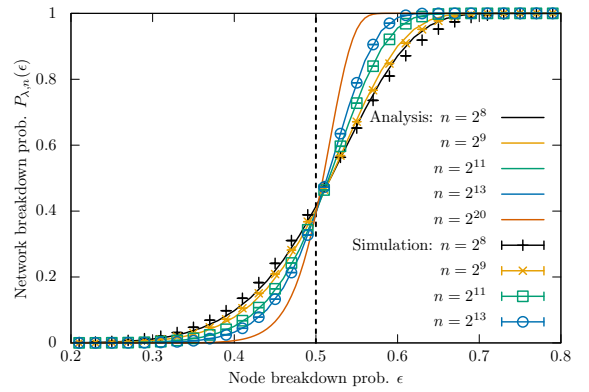 1
0.8
0.6
0.4
0.2
0
0.2
0.3
0.4
0.5
0.6
0.7
0.8
Network breakdown prob. P_{λ,n}(ϵ)
Node breakdown prob. ϵ
Analysis: n = 2^8
n = 2^9
n = 2^{11}
n = 2^{13}
n = 2^{20}
Simulation: n = 2^8
n = 2^9
n = 2^{11}
n = 2^{13}